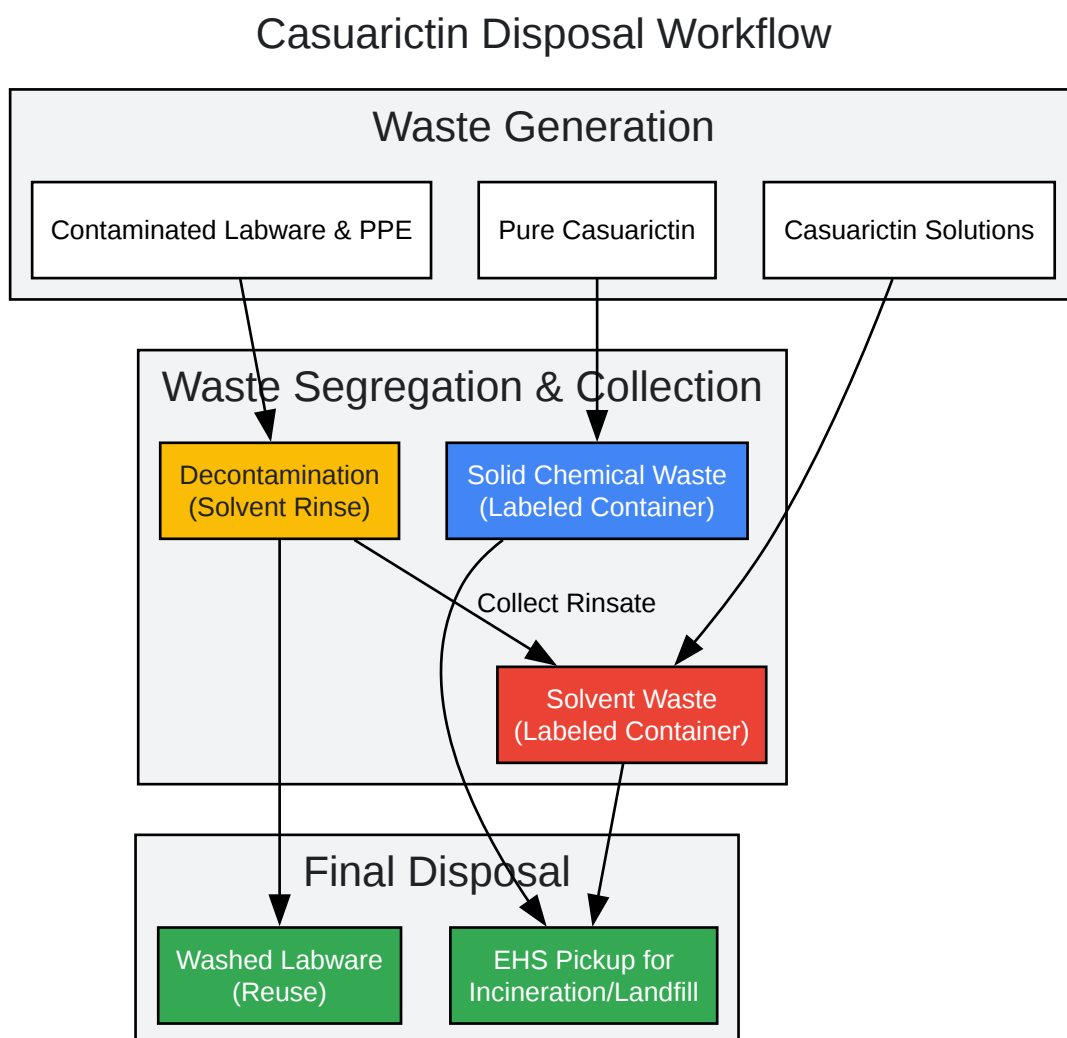 Casuarictin Disposal Workflow
Waste Generation
Contaminated Labware & PPE
Pure Casuarictin
Casuarictin Solutions
Waste Segregation & Collection
Decontamination
(Solvent Rinse)
Solid Chemical Waste
(Labeled Container)
Collect Rinsate
Solvent Waste
(Labeled Container)
Final Disposal
Washed Labware
(Reuse)
EHS Pickup for
Incineration/Landfill